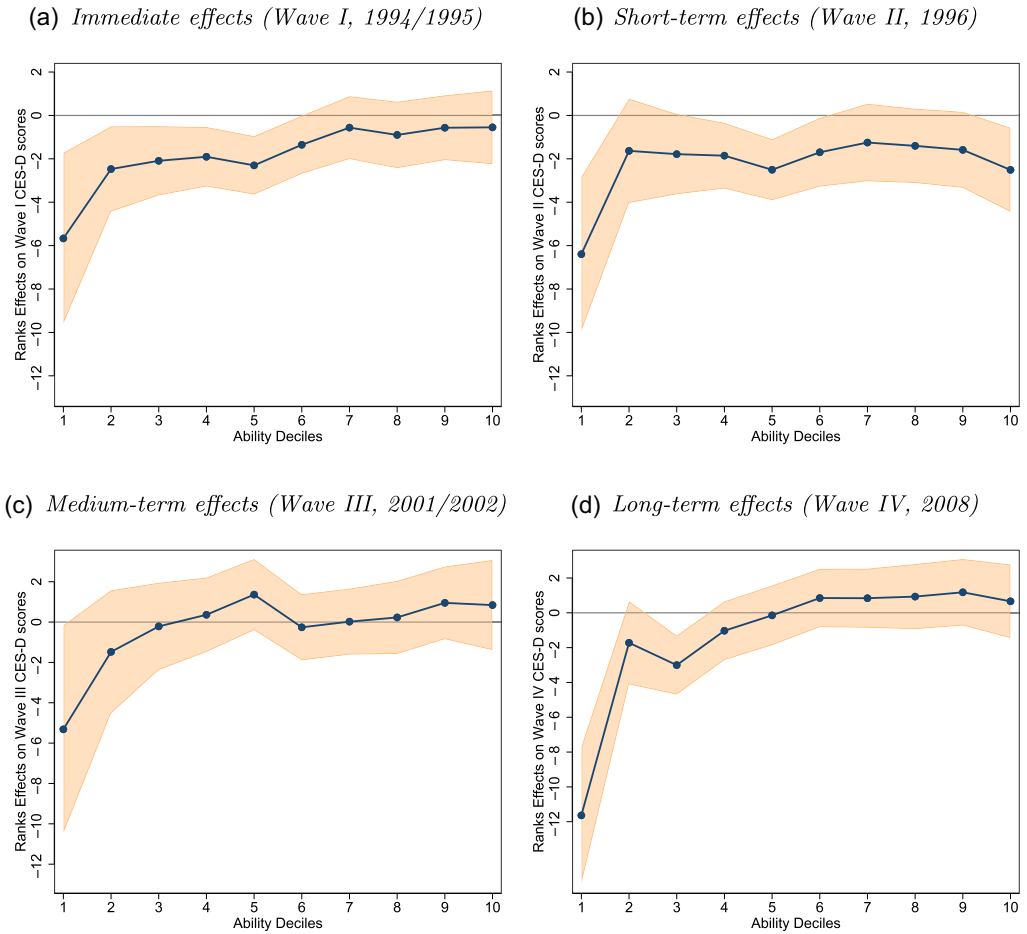 (a) Immediate effects (Wave I, 1994/1995)
Ranks Effects on Wave I CES-D scores
2
0
−2
−4
−6
−8
−10
−12
1 2 3 4 5 6 7 8 9 10
Ability Deciles
(b) Short-term effects (Wave II, 1996)
Ranks Effects on Wave II CES-D scores
2
0
−2
−4
−6
−8
−10
−12
1 2 3 4 5 6 7 8 9 10
Ability Deciles
(c) Medium-term effects (Wave III, 2001/2002)
Ranks Effects on Wave III CES-D scores
2
0
−2
−4
−6
−8
−10
−12
1 2 3 4 5 6 7 8 9 10
Ability Deciles
(d) Long-term effects (Wave IV, 2008)
Ranks Effects on Wave IV CES-D scores
2
0
−2
−4
−6
−8
−10
−12
1 2 3 4 5 6 7 8 9 10
Ability Deciles